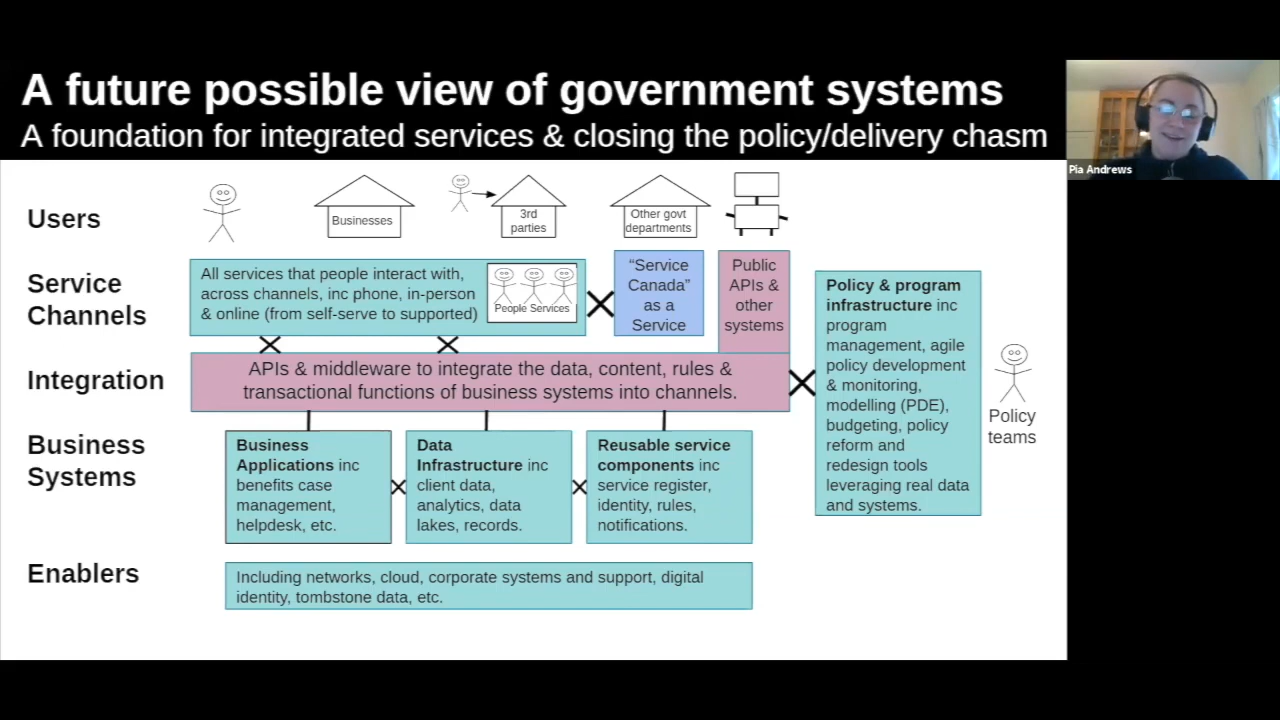 A future possible view of government systems
A foundation for integrated services & closing the policy/delivery chasm
Pia Andrews
Users
Businesses
3rd
parties
Other govt
departments
Service
Channels
All services that people interact with,
across channels, inc phone, in-person
& online (from self-serve to supported)
People Services
“Service
Canada”
as a
Service
Public
APIs &
other
systems
Policy & program
infrastructure inc
program
management, agile
policy development
& monitoring,
modelling (PDE),
budgeting, policy
reform and
redesign tools
leveraging real data
and systems.
Policy
teams
Integration
APIs & middleware to integrate the data, content, rules &
transactional functions of business systems into channels.
Business
Systems
Business
Applications inc
benefits case
management,
helpdesk, etc.
Data
Infrastructure inc
client data,
analytics, data
lakes, records.
Reusable service
components inc
service register,
identity, rules,
notifications.
Enablers
Including networks, cloud, corporate systems and support, digital
identity, tombstone data, etc.